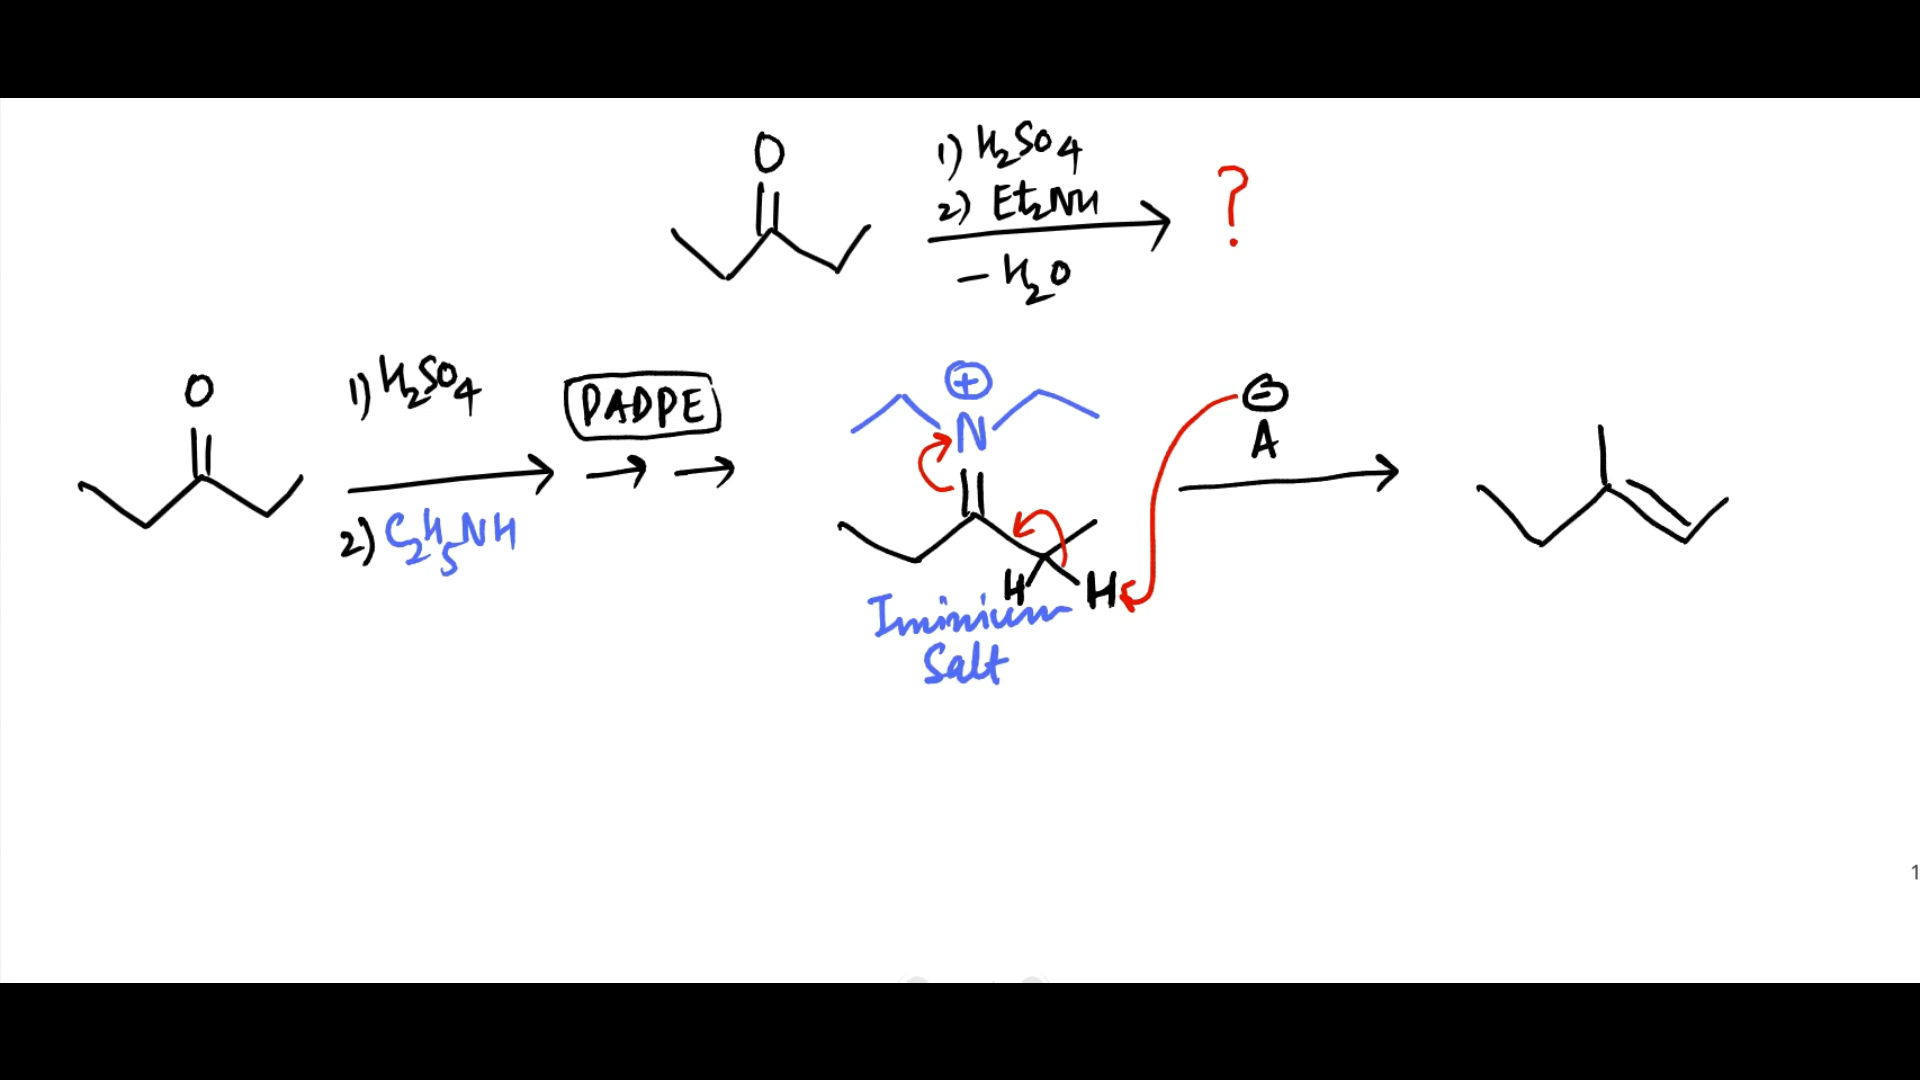 O
1) H2SO4
2) Et2NH
- H2O
?
O
1) H2SO4
2) C2H5NH
PADPE
+
N
H H
Iminium
Salt
-
A
1